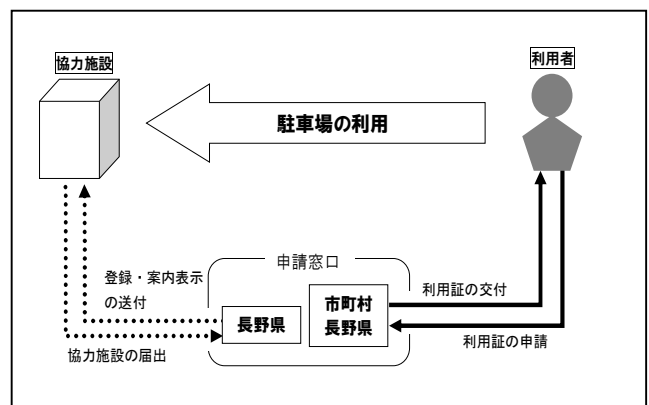 協力施設
利用者
駐車場の利用
申請窓口
登録・案内表示
の送付
長野県
市町村
長野県
利用証の交付
利用証の申請
協力施設の届出